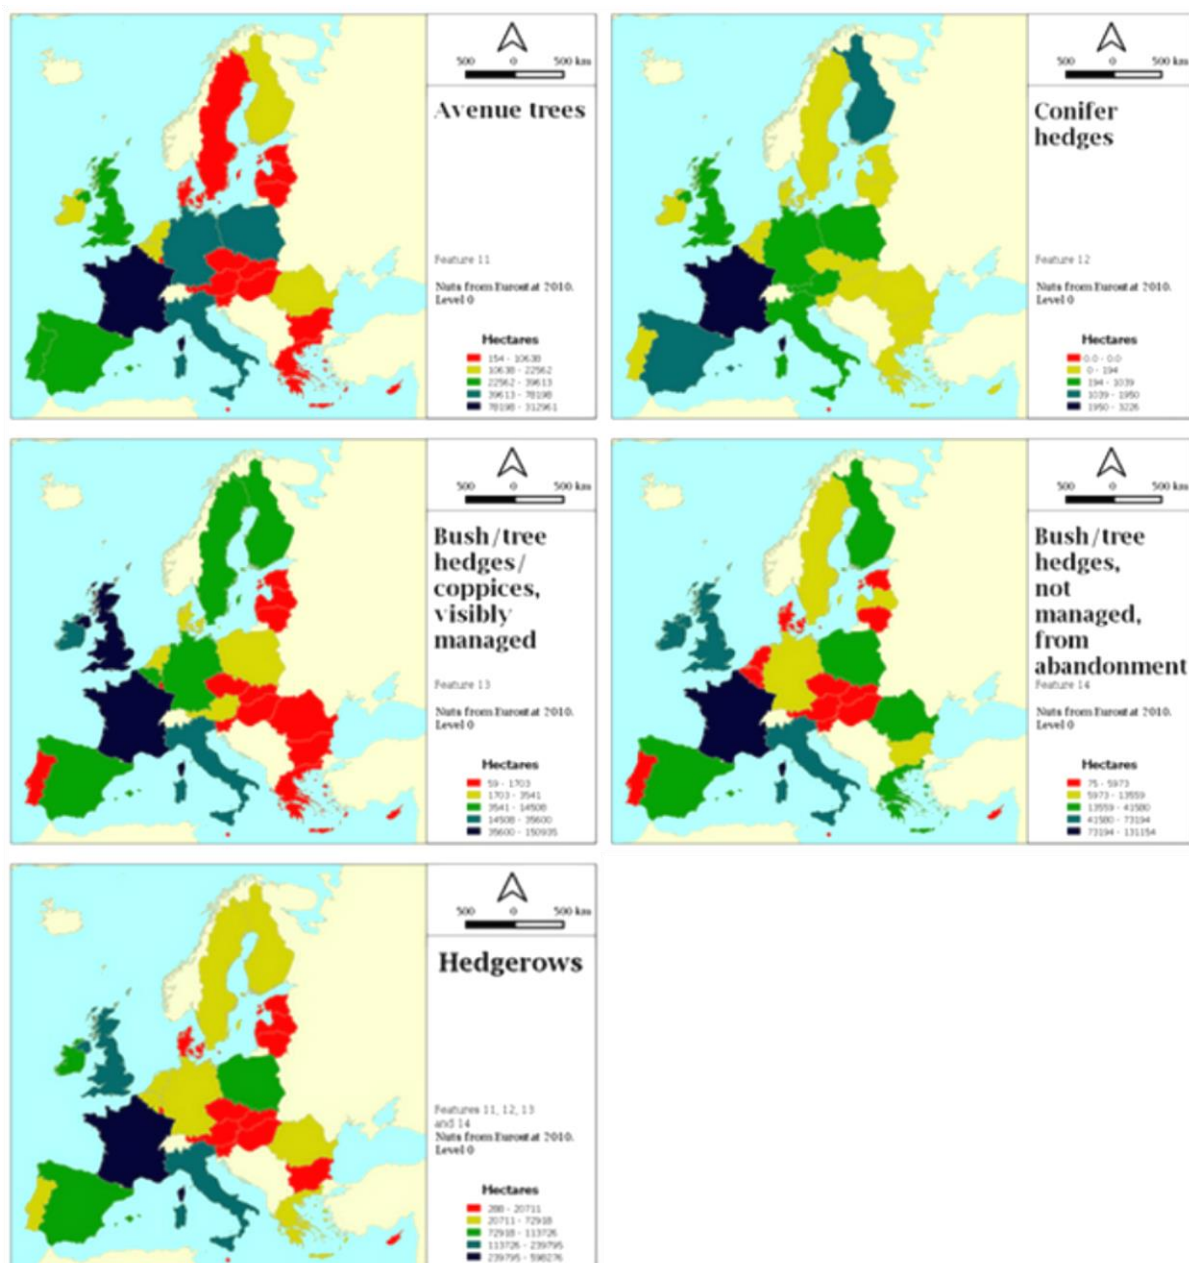 500 0 500 km
Avenue trees
Feature 11
Nuts from Eurostat 2010.
Level 0
Hectares
154 - 10638
10638 - 22562
22562 - 39613
39613 - 78198
78198 - 312961
500 0 500 km
Conifer
hedges
Feature 12
Nuts from Eurostat 2010.
Level 0
Hectares
0.0 - 0.0
0 - 194
194 - 1039
1039 - 1950
1950 - 3226
500 0 500 km
Bush/tree
hedges/
coppices,
visibly
managed
Feature 13
Nuts from Eurostat 2010.
Level 0
Hectares
59 - 1703
1703 - 3541
3541 - 14508
14508 - 35600
35600 - 150935
500 0 500 km
Bush/tree
hedges,
not
managed,
from
abandonment
Feature 14
Nuts from Eurostat 2010.
Level 0
Hectares
75 - 5973
5973 - 13559
13559 - 41580
41580 - 73194
73194 - 131154
500 0 500 km
Hedgerows
Features 11, 12, 13
and 14
Nuts from Eurostat 2010.
Level 0
Hectares
288 - 20711
20711 - 72918
72918 - 113726
113726 - 239795
239795 - 598276